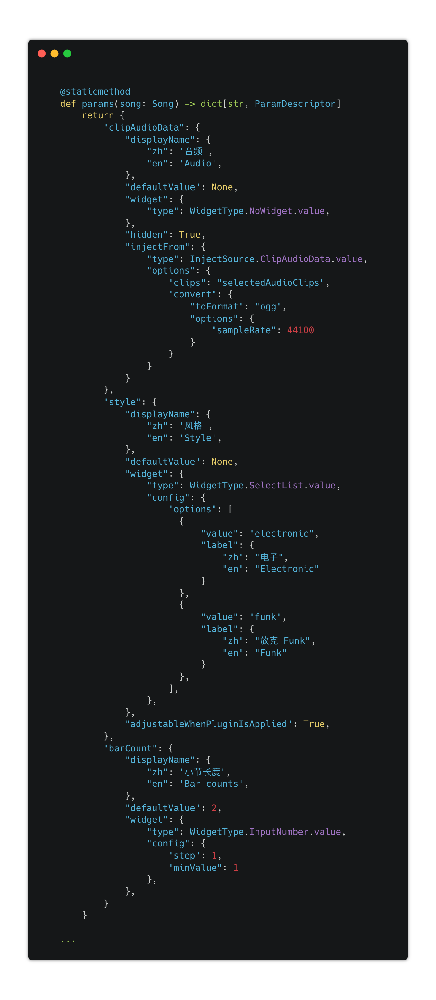 @staticmethod
def params(song: Song) -> dict[str, ParamDescriptor]
    return {
        "clipAudioData": {
            "displayName": {
                "zh": '音频',
                "en": 'Audio',
            },
            "defaultValue": None,
            "widget": {
                "type": WidgetType.NoWidget.value,
            },
            "hidden": True,
            "injectFrom": {
                "type": InjectSource.ClipAudioData.value,
                "options": {
                    "clips": "selectedAudioClips",
                    "convert": {
                        "toFormat": "ogg",
                        "options": {
                            "sampleRate": 44100
                        }
                    }
                }
            }
        },
        "style": {
            "displayName": {
                "zh": '风格',
                "en": 'Style',
            },
            "defaultValue": None,
            "widget": {
                "type": WidgetType.SelectList.value,
                "config": {
                    "options": [
                      {
                          "value": "electronic",
                          "label": {
                              "zh": "电子",
                              "en": "Electronic"
                          }
                      },
                      {
                          "value": "funk",
                          "label": {
                              "zh": "放克 Funk",
                              "en": "Funk"
                          }
                      },
                    ],
                },
            },
            "adjustableWhenPluginIsApplied": True,
        },
        "barCount": {
            "displayName": {
                "zh": '小节长度',
                "en": 'Bar counts',
            },
            "defaultValue": 2,
            "widget": {
                "type": WidgetType.InputNumber.value,
                "config": {
                    "step": 1,
                    "minValue": 1
                },
            },
        }
    }
...